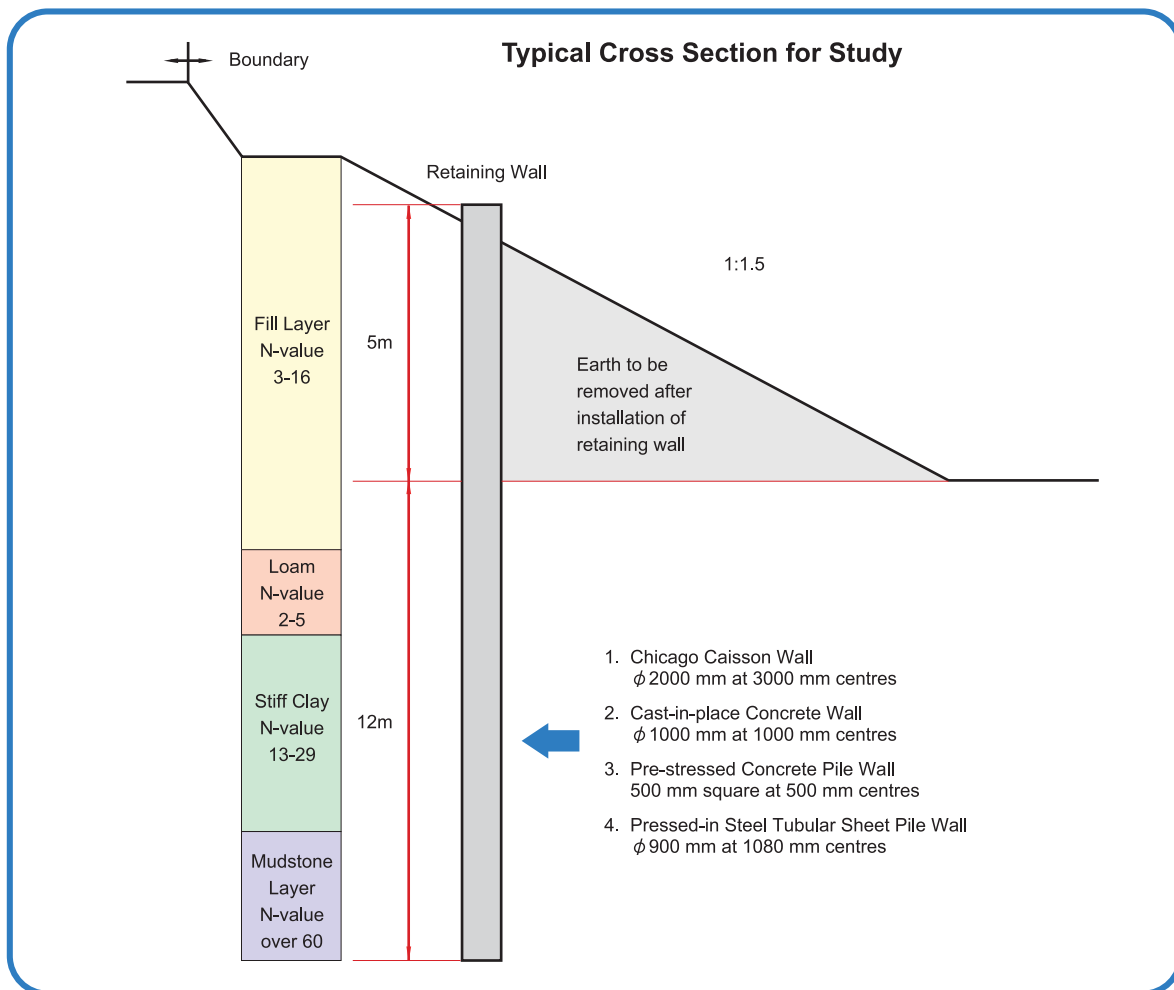 Typical Cross Section for Study
Boundary
Retaining Wall
1:1.5
Fill Layer
N-value
3-16
5m
Earth to be
removed after
installation of
retaining wall
Loam
N-value
2-5
Stiff Clay
N-value
13-29
12m
Mudstone
Layer
N-value
over 60
1. Chicago Caisson Wall
ϕ2000 mm at 3000 mm centres
2. Cast-in-place Concrete Wall
ϕ1000 mm at 1000 mm centres
3. Pre-stressed Concrete Pile Wall
500 mm square at 500 mm centres
4. Pressed-in Steel Tubular Sheet Pile Wall
ϕ900 mm at 1080 mm centres